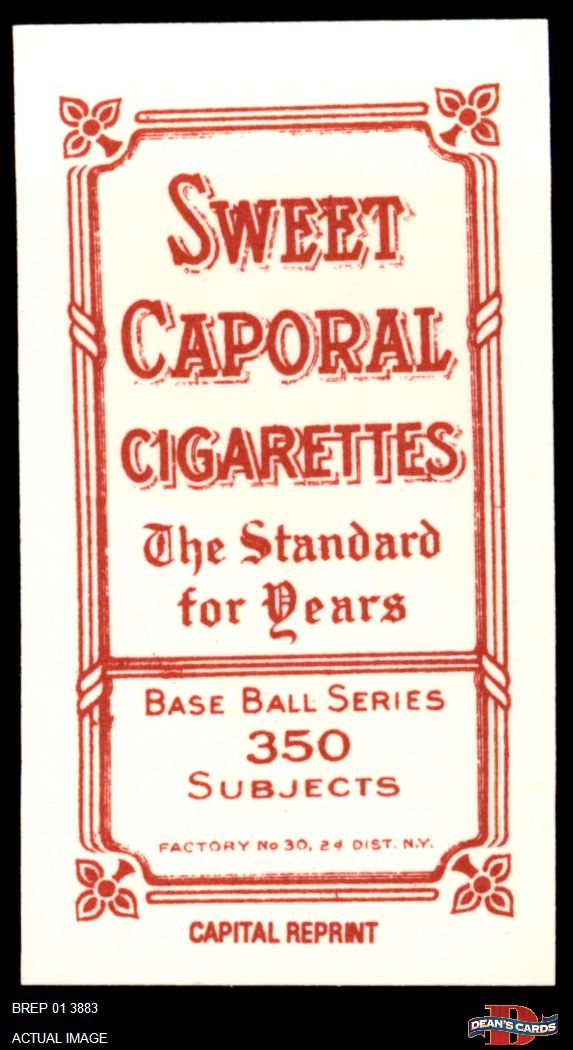 SWEET
CAPORAL
CIGARETTES
The Standard
for Years
BASE BALL SERIES
350
SUBJECTS
FACTORY No 30, 2d DIST. N.Y.
CAPITAL REPRINT
BREP 01 3883
ACTUAL IMAGE
D
DEAN'S CARDS